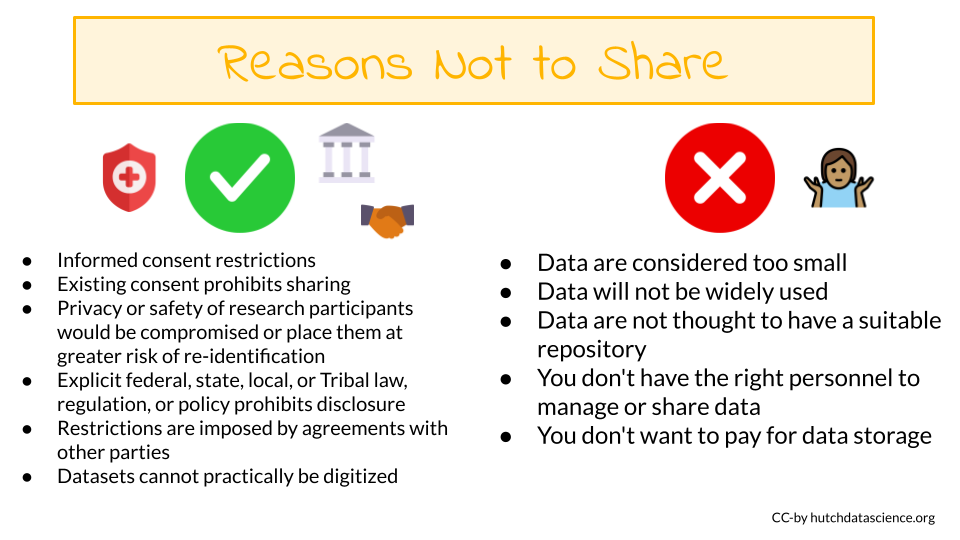 Reasons Not to Share
● Informed consent restrictions
● Existing consent prohibits sharing
● Privacy or safety of research participants
would be compromised or place them at
greater risk of re-identification
● Explicit federal, state, local, or Tribal law,
regulation, or policy prohibits disclosure
● Restrictions are imposed by agreements with
other parties
● Datasets cannot practically be digitized
● Data are considered too small
● Data will not be widely used
● Data are not thought to have a suitable
repository
● You don't have the right personnel to
manage or share data
● You don't want to pay for data storage
CC-by hutchdatascience.org